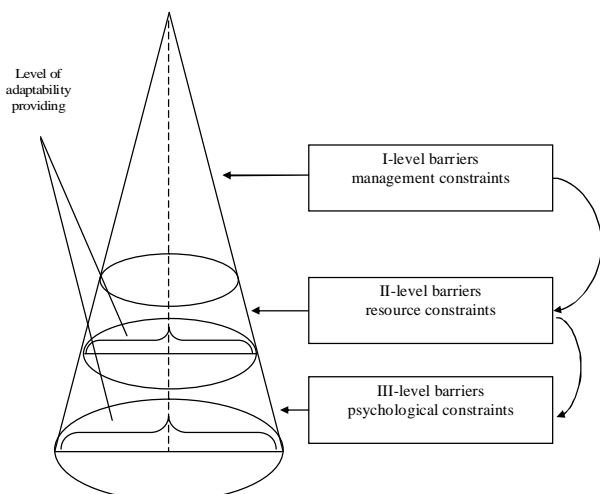 Level of
adaptability
providing
I-level barriers
management constraints
II-level barriers
resource constraints
III-level barriers
psychological constraints